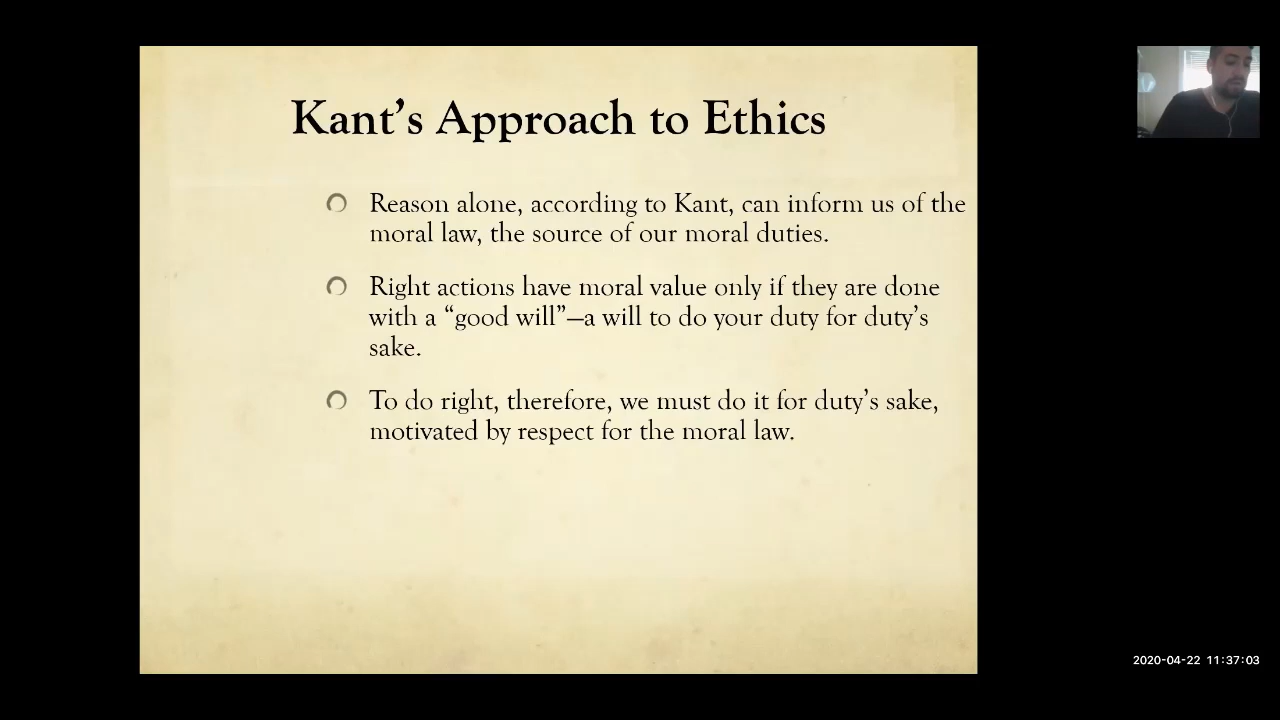 Kant’s Approach to Ethics
Reason alone, according to Kant, can inform us of the
moral law, the source of our moral duties.
Right actions have moral value only if they are done
with a “good will”—a will to do your duty for duty’s
sake.
To do right, therefore, we must do it for duty’s sake,
motivated by respect for the moral law.
2020-04-22 11:37:03